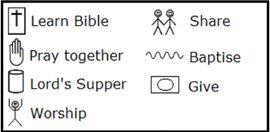 Learn Bible
Share
Pray together
Baptise
Lord's Supper
Give
Worship